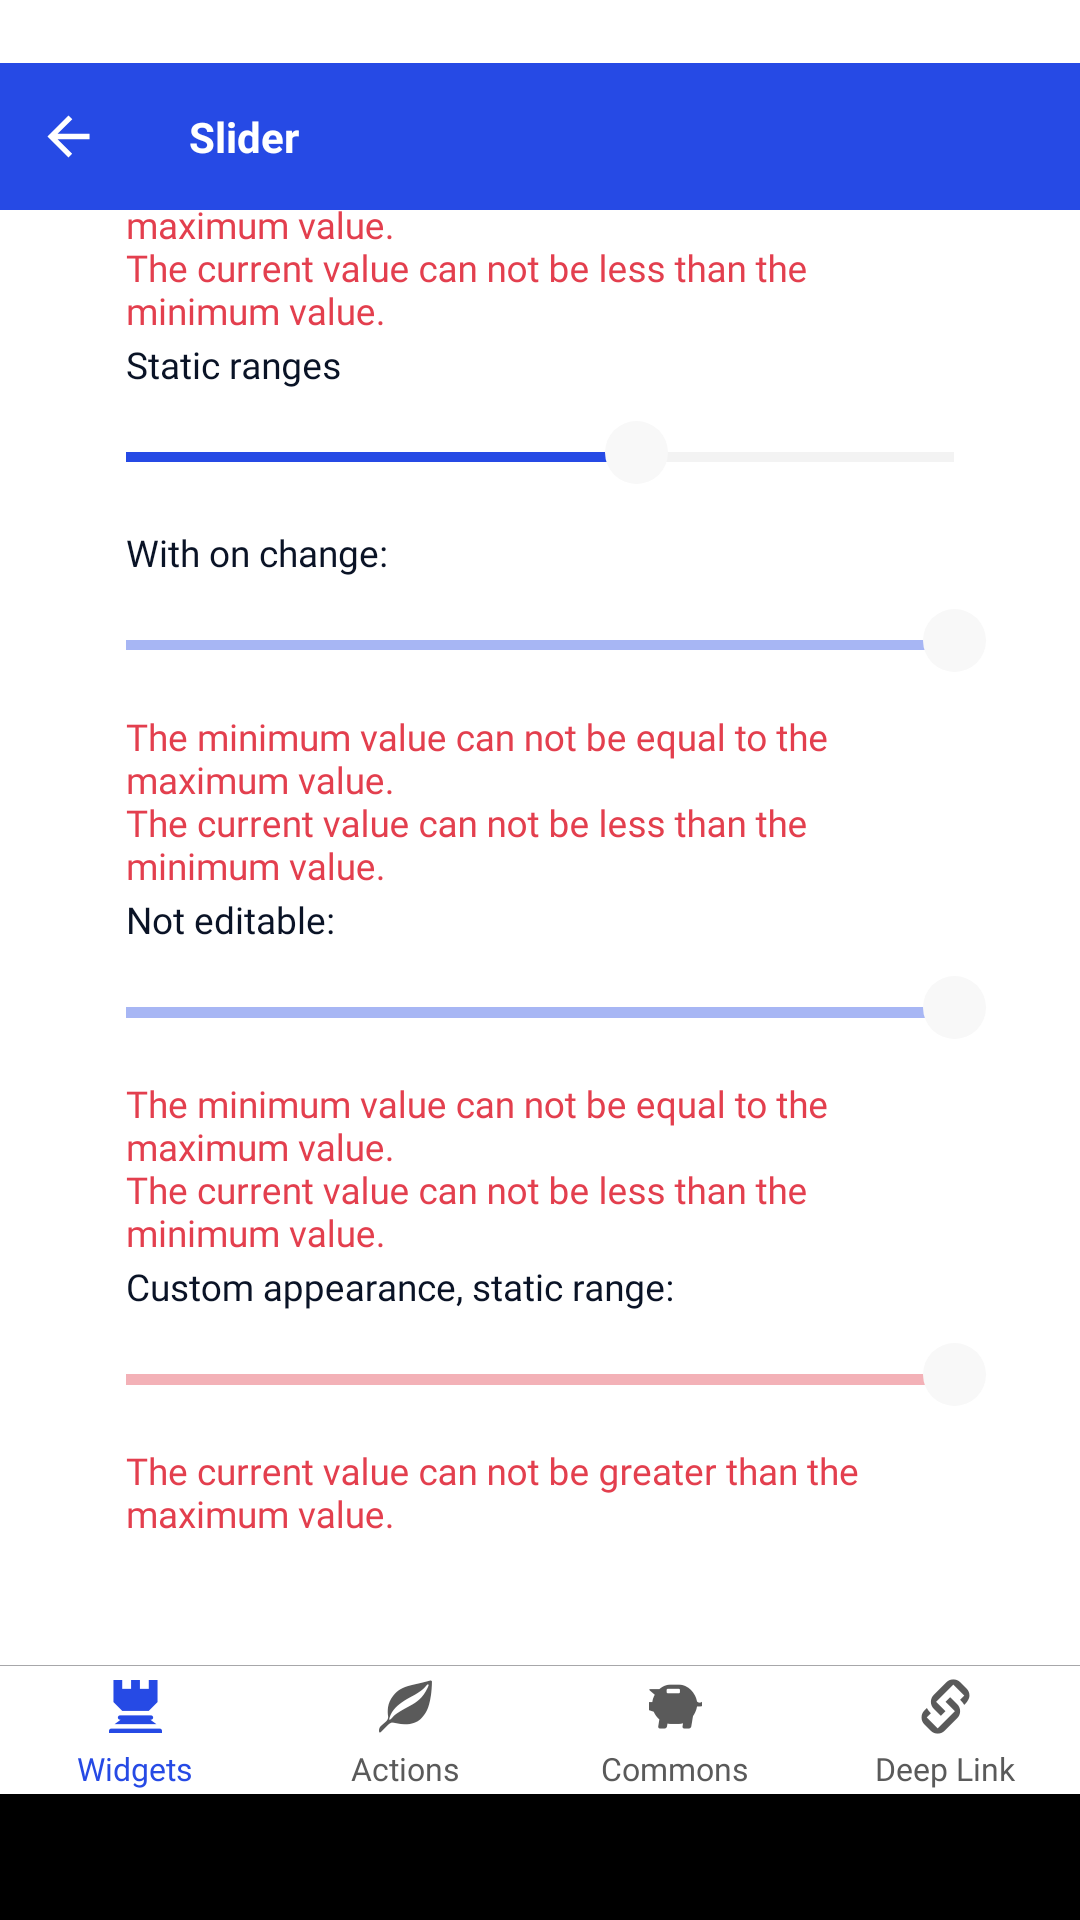 Slider
maximum value.
The current value can not be less than the
minimum value.
Static ranges
With on change:
The minimum value can not be equal to the
maximum value.
The current value can not be less than the
minimum value.
Not editable:
The minimum value can not be equal to the
maximum value.
The current value can not be less than the
minimum value.
Custom appearance, static range:
The current value can not be greater than the
maximum value.
Widgets
Actions
Commons
Deep Link